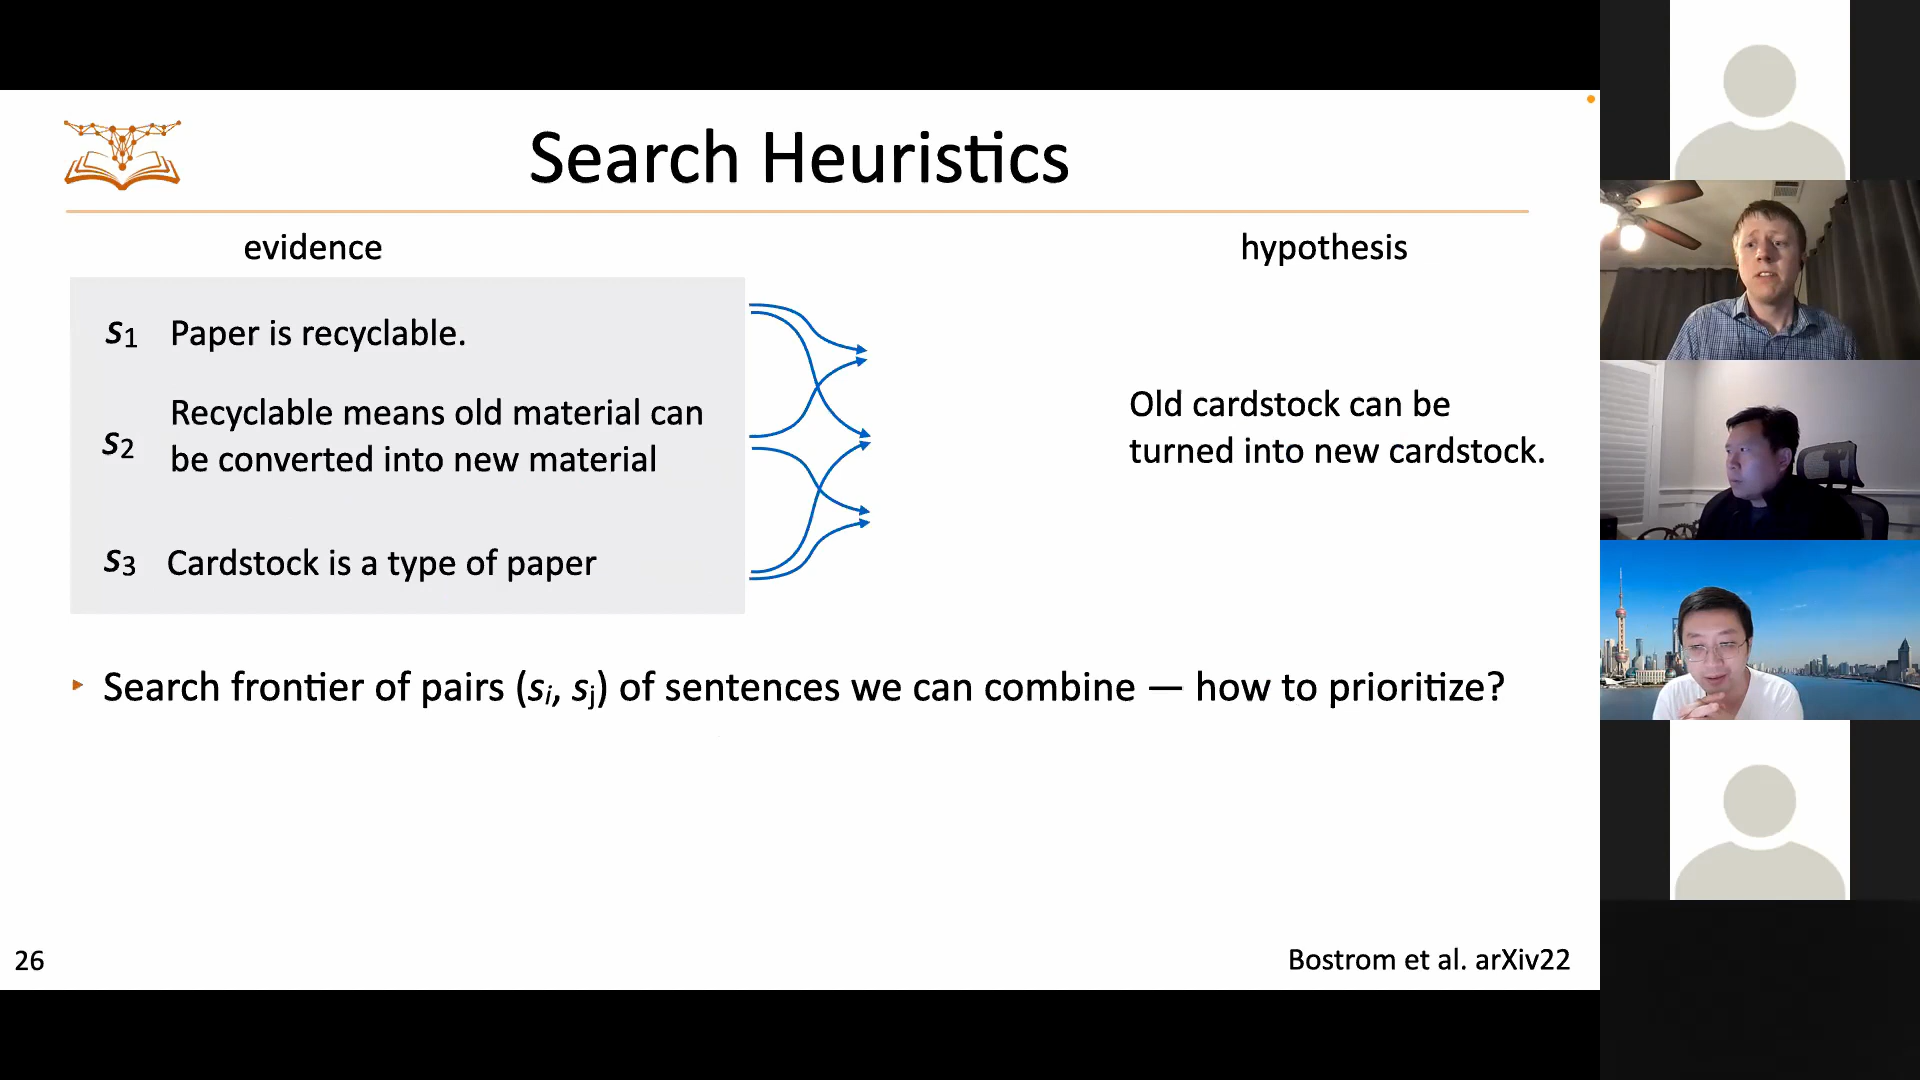 Search Heuristics
evidence
hypothesis
s1 Paper is recyclable.
s2 Recyclable means old material can
be converted into new material
s3 Cardstock is a type of paper
Old cardstock can be
turned into new cardstock.
‣ Search frontier of pairs (si, sj) of sentences we can combine — how to prioritize?
26
Bostrom et al. arXiv22